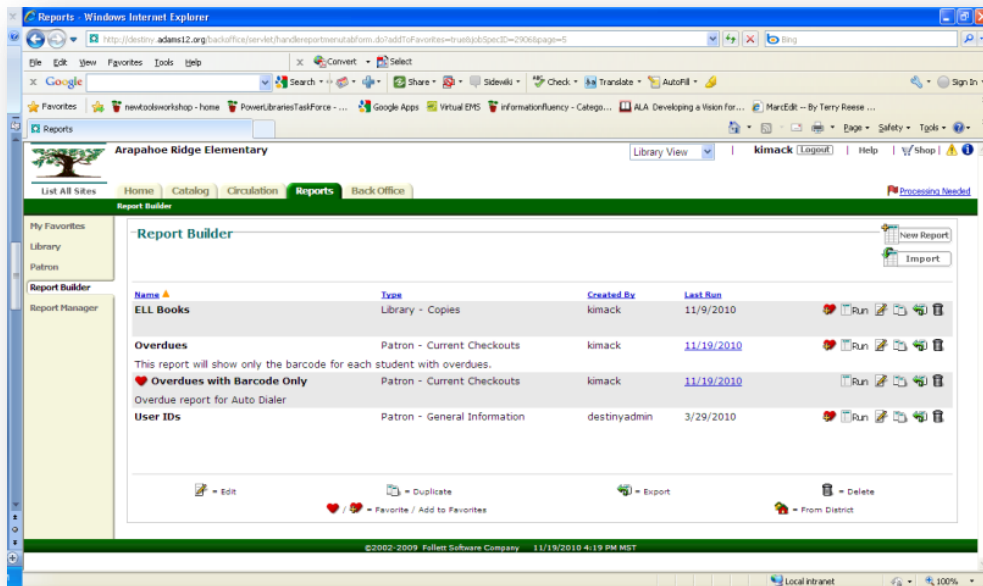 Reports - Windows Internet Explorer
http://destiny.adams12.org/backoffice/servlet/handlereportmenutabform.do?addToFavorites=true&jobSpecID=2906&page=5
Bing
File Edit View Favorites Tools Help
Convert Select
Google
Search Share Sidewiki Check Translate AutoFill Sign In
Favorites newtoolsworkshop - home PowerLibrariesTaskForce - ... Google Apps Virtual EMS informationfluency - Catego... ALA Developing a Vision for... MarcEdit -- By Terry Reese ...
Reports
Page Safety Tools
Arapahoe Ridge Elementary
Library View | kimack Logout | Help | Shop |
List All Sites Home Catalog Circulation Reports Back Office Processing Needed
Report Builder
My Favorites
Library
Patron
Report Builder
Report Manager
Report Builder
New Report
Import
Name Type Created By Last Run
ELL Books Library - Copies kimack 11/9/2010 Run
Overdues Patron - Current Checkouts kimack 11/19/2010 Run
This report will show only the barcode for each student with overdues.
Overdues with Barcode Only Patron - Current Checkouts kimack 11/19/2010 Run
Overdue report for Auto Dialer
User IDs Patron - General Information destinyadmin 3/29/2010 Run
= Edit = Duplicate = Export = Delete
/ = Favorite / Add to Favorites = From District
©2002-2009 Follett Software Company 11/19/2010 4:19 PM MST
Local intranet 100%